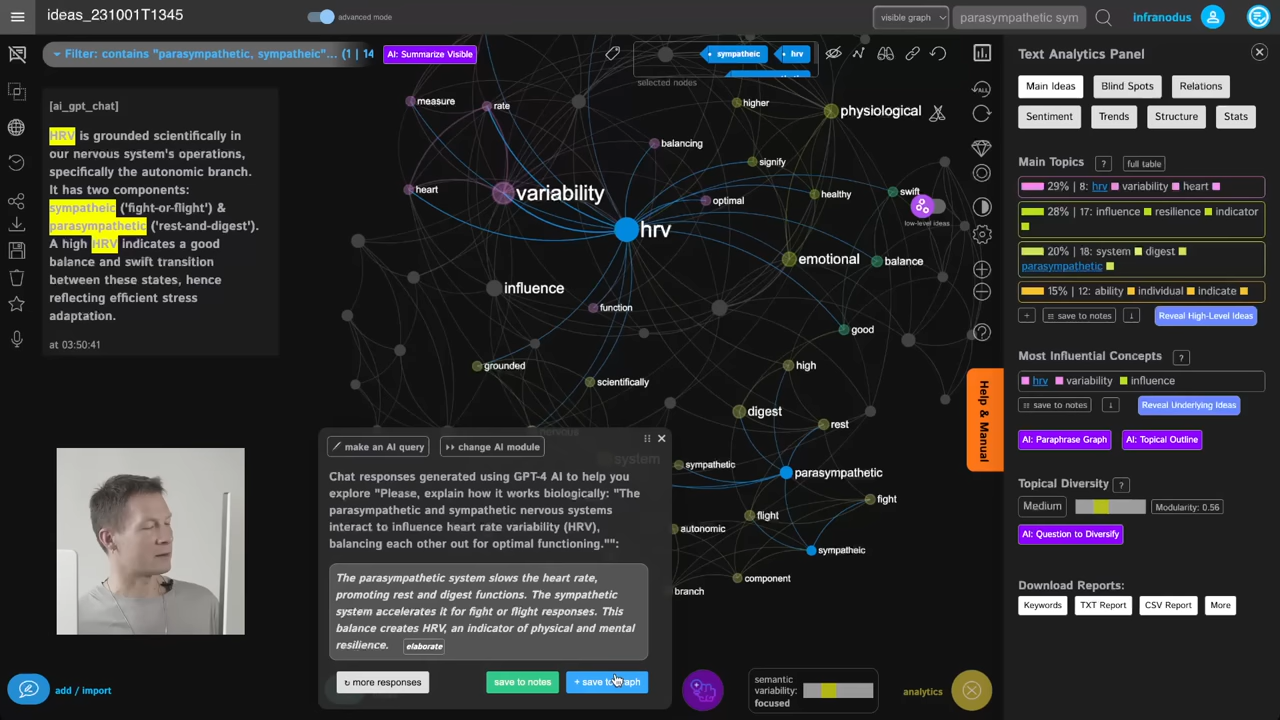 ideas_231001T1345
advanced mode
visible graph
parasympathetic sym
infranodus
Filter: contains "parasympathetic, sympatheic"... (1 | 14
AI: Summarize Visible
sympatheic
hrv
selected nodes
[ai_gpt_chat]
HRV is grounded scientifically in
our nervous system's operations,
specifically the autonomic branch.
It has two components:
sympatheic ('fight-or-flight') &
parasympathetic ('rest-and-digest').
A high HRV indicates a good
balance and swift transition
between these states, hence
reflecting efficient stress
adaptation.
at 03:50:41
measure
rate
higher
physiological
balancing
signify
heart
variability
optimal
healthy
swift
low-level ideas
hrv
emotional
balance
influence
function
good
grounded
scientifically
high
digest
rest
nervous
system
sympathetic
parasympathetic
fight
flight
autonomic
sympatheic
component
branch
make an AI query
change AI module
Chat responses generated using GPT-4 AI to help you
explore "Please, explain how it works biologically: "The
parasympathetic and sympathetic nervous systems
interact to influence heart rate variability (HRV),
balancing each other out for optimal functioning."":
The parasympathetic system slows the heart rate,
promoting rest and digest functions. The sympathetic
system accelerates it for fight or flight responses. This
balance creates HRV, an indicator of physical and mental
resilience. elaborate
↻ more responses
save to notes
+ save to graph
add / import
semantic
variability:
focused
analytics
Help & Manual
ALL
Text Analytics Panel
Main Ideas
Blind Spots
Relations
Sentiment
Trends
Structure
Stats
Main Topics ? full table
29% | 8: hrv variability heart
28% | 17: influence resilience indicator
20% | 18: system digest
parasympathetic
15% | 12: ability individual indicate
+ :: save to notes ↓ Reveal High-Level Ideas
Most Influential Concepts ?
hrv variability influence
:: save to notes ↓ Reveal Underlying Ideas
AI: Paraphrase Graph
AI: Topical Outline
Topical Diversity ?
Medium
Modularity: 0.56
AI: Question to Diversify
Download Reports:
Keywords
TXT Report
CSV Report
More